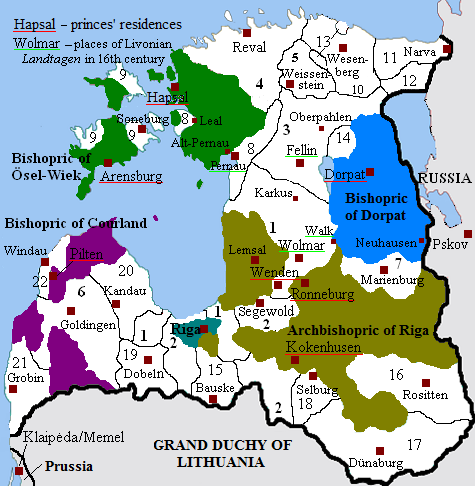 Hapsal - princes' residences
Wolmar – places of Livonian
Landtagen in 16th century
Reval
13
Wesen-
berg
Narva
11
5
Weissen-
stein
12
10
9
4
Hapsal
Oberpahlen
8
Leal
Soneburg
3
14
9
9
Alt-Pernau
Fellin
8
Pernau
Bishopric of
Ösel-Wiek
Arensburg
Dorpat
RUSSIA
Karkus
Bishopric
of Dorpat
Bishopric of Courland
1
Walk
Pskov
Neuhausen
Windau
Pilten
Lemsal
Wolmar
7
20
Marienburg
22
Wenden
6
Kandau
Ronneburg
Segewold
Goldingen
1
Riga
2
Archbishopric of Riga
1
2
Kokenhusen
21
19
15
16
Grobin
Dobeln
Selburg
Rositten
Bauske
2
18
Klaipėda/Memel
17
GRAND DUCHY OF
LITHUANIA
Dünaburg
Prussia